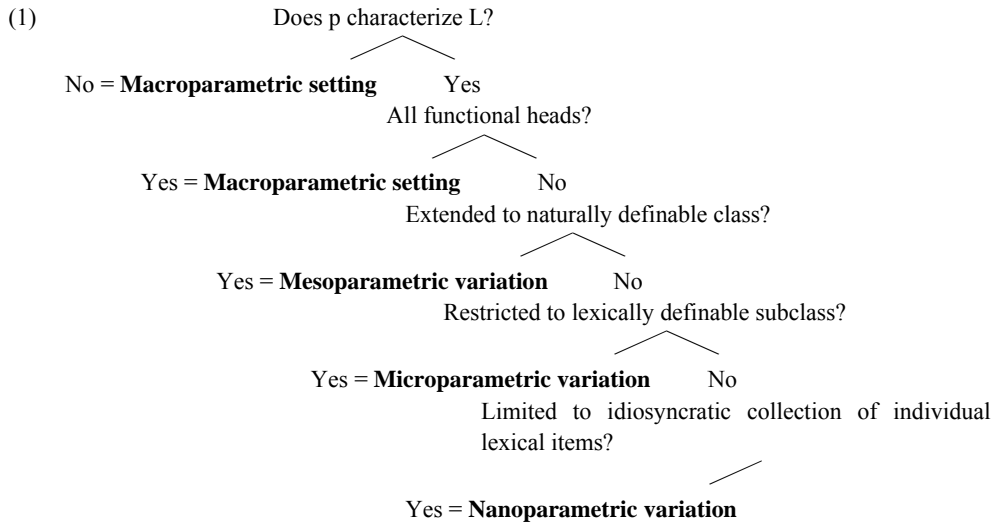 (1) Does p characterize L?
No = Macroparametric setting Yes
All functional heads?
Yes = Macroparametric setting No
Extended to naturally definable class?
Yes = Mesoparametric variation No
Restricted to lexically definable subclass?
Yes = Microparametric variation No
Limited to idiosyncratic collection of individual
lexical items?
Yes = Nanoparametric variation